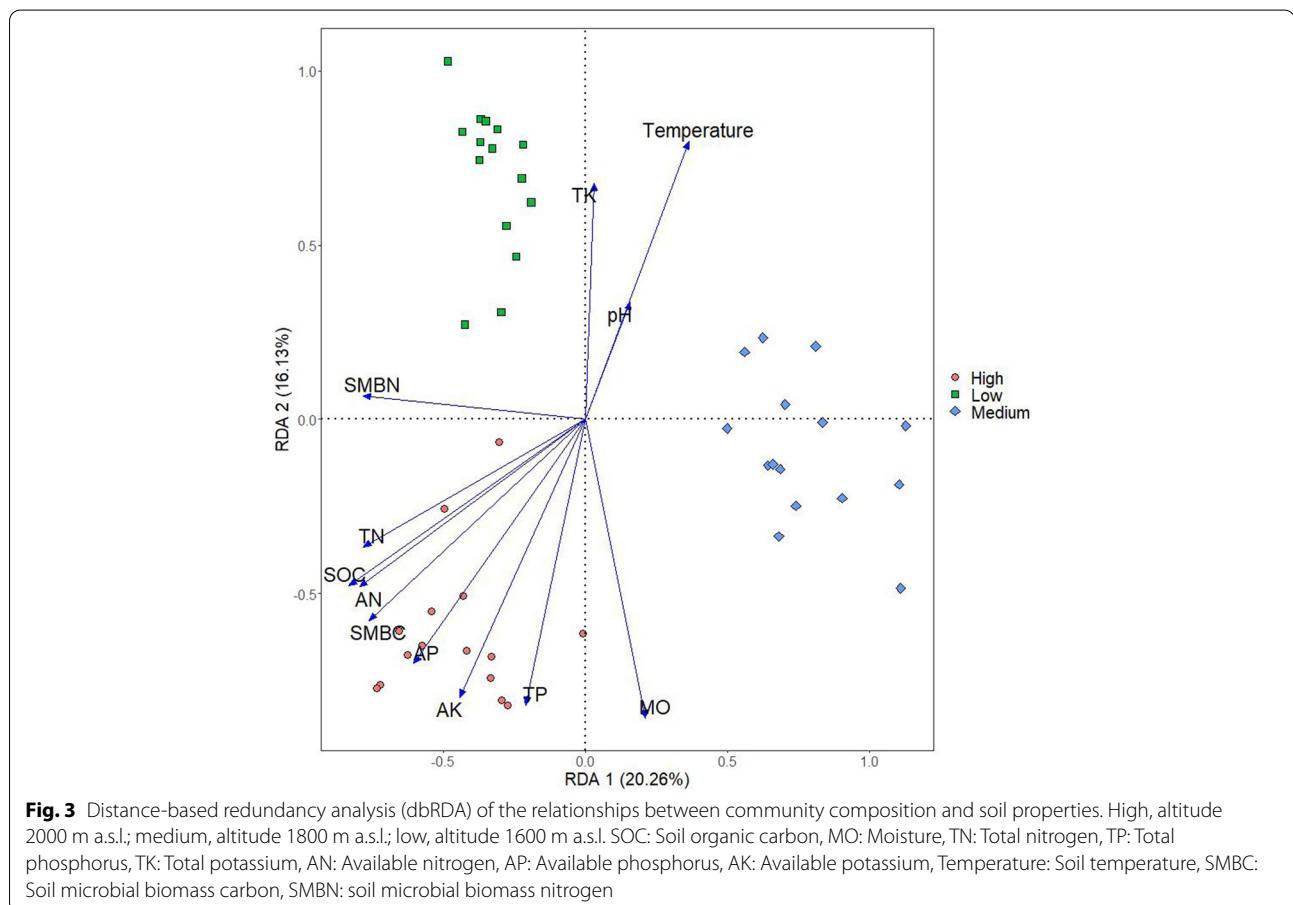 1.0
0.5
0.0
-0.5
RDA 2 (16.13%)
Temperature
TK
pH
SMBN
TN
SOC
AN
SMBC
AP
AK
TP
MO
High
Low
Medium
-0.5
0.0
0.5
1.0
RDA 1 (20.26%)
Fig. 3 Distance-based redundancy analysis (dbRDA) of the relationships between community composition and soil properties. High, altitude
2000 m a.s.l.; medium, altitude 1800 m a.s.l.; low, altitude 1600 m a.s.l. SOC: Soil organic carbon, MO: Moisture, TN: Total nitrogen, TP: Total
phosphorus, TK: Total potassium, AN: Available nitrogen, AP: Available phosphorus, AK: Available potassium, Temperature: Soil temperature, SMBC:
Soil microbial biomass carbon, SMBN: soil microbial biomass nitrogen